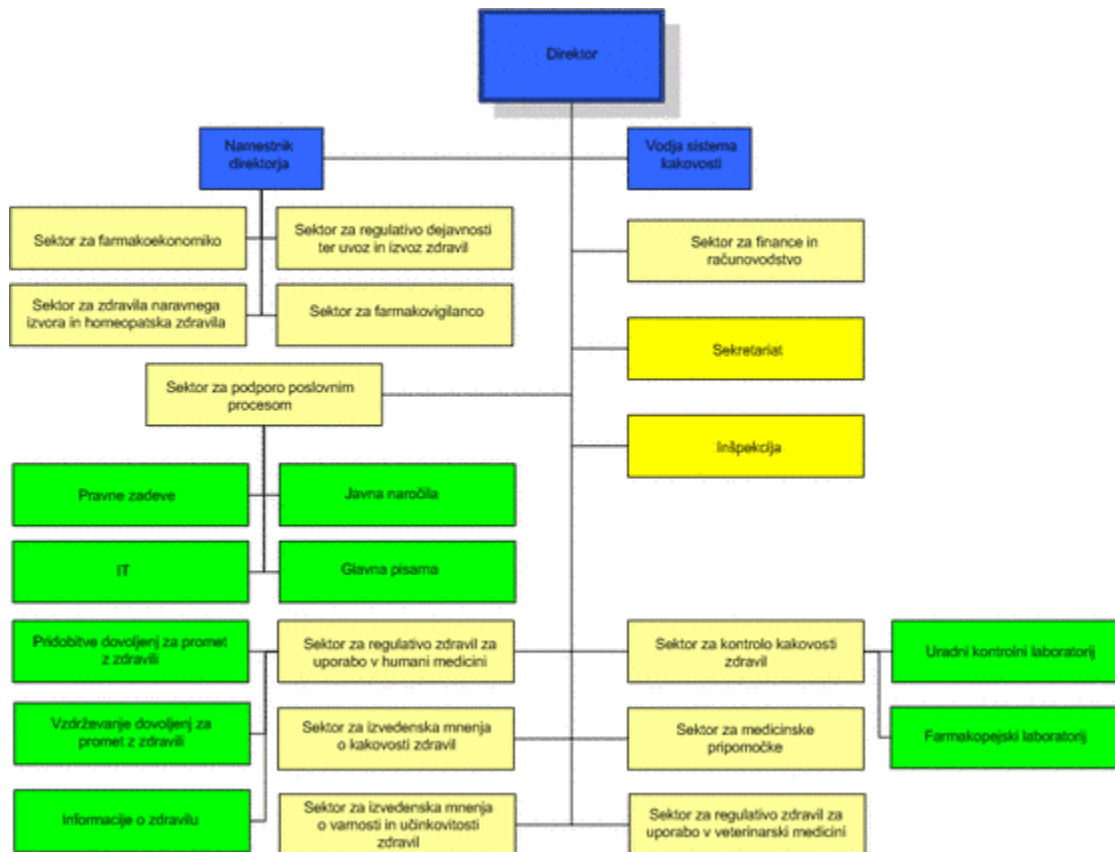 Direktor
Namestnik
direktorja
Vodja sistema
kakovosti
Sektor za farmakoekonomiko
Sektor za regulativo dejavnosti
ter uvoz in izvoz zdravil
Sektor za finance in
računovodstvo
Sektor za zdravila naravnega
izvora in homeopatska zdravila
Sektor za farmakovigilanco
Sekretariat
Sektor za podporo poslovnim
procesom
Inšpekcija
Pravne zadeve
Javna naročila
IT
Glavna pisarna
Pridobitve dovoljenj za promet
z zdravili
Sektor za regulativo zdravil za
uporabo v humani medicini
Sektor za kontrolo kakovosti
zdravil
Uradni kontrolni laboratorij
Vzdrževanje dovoljenj za
promet z zdravili
Sektor za izvedenska mnenja
o kakovosti zdravil
Sektor za medicinske
pripomočke
Farmakopejski laboratorij
Informacije o zdravilu
Sektor za izvedenska mnenja
o varnosti in učinkovitosti
zdravil
Sektor za regulativo zdravil za
uporabo v veterinarski medicini